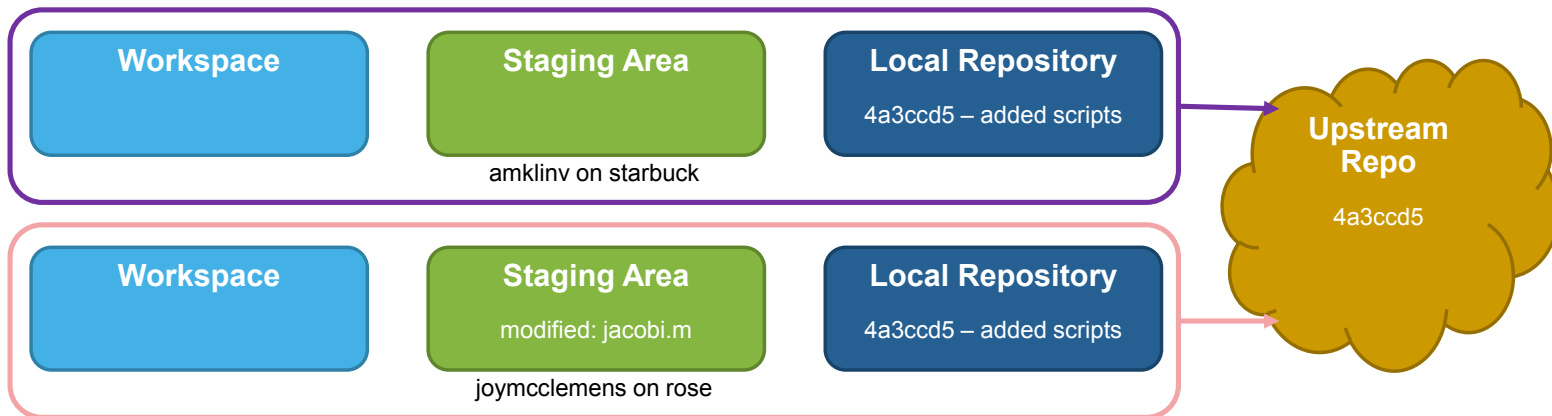 Workspace
Staging Area
Local Repository
4a3ccd5 – added scripts
amklinv on starbuck
Upstream
Repo
4a3ccd5
Workspace
Staging Area
modified: jacobi.m
Local Repository
4a3ccd5 – added scripts
joymcclemens on rose